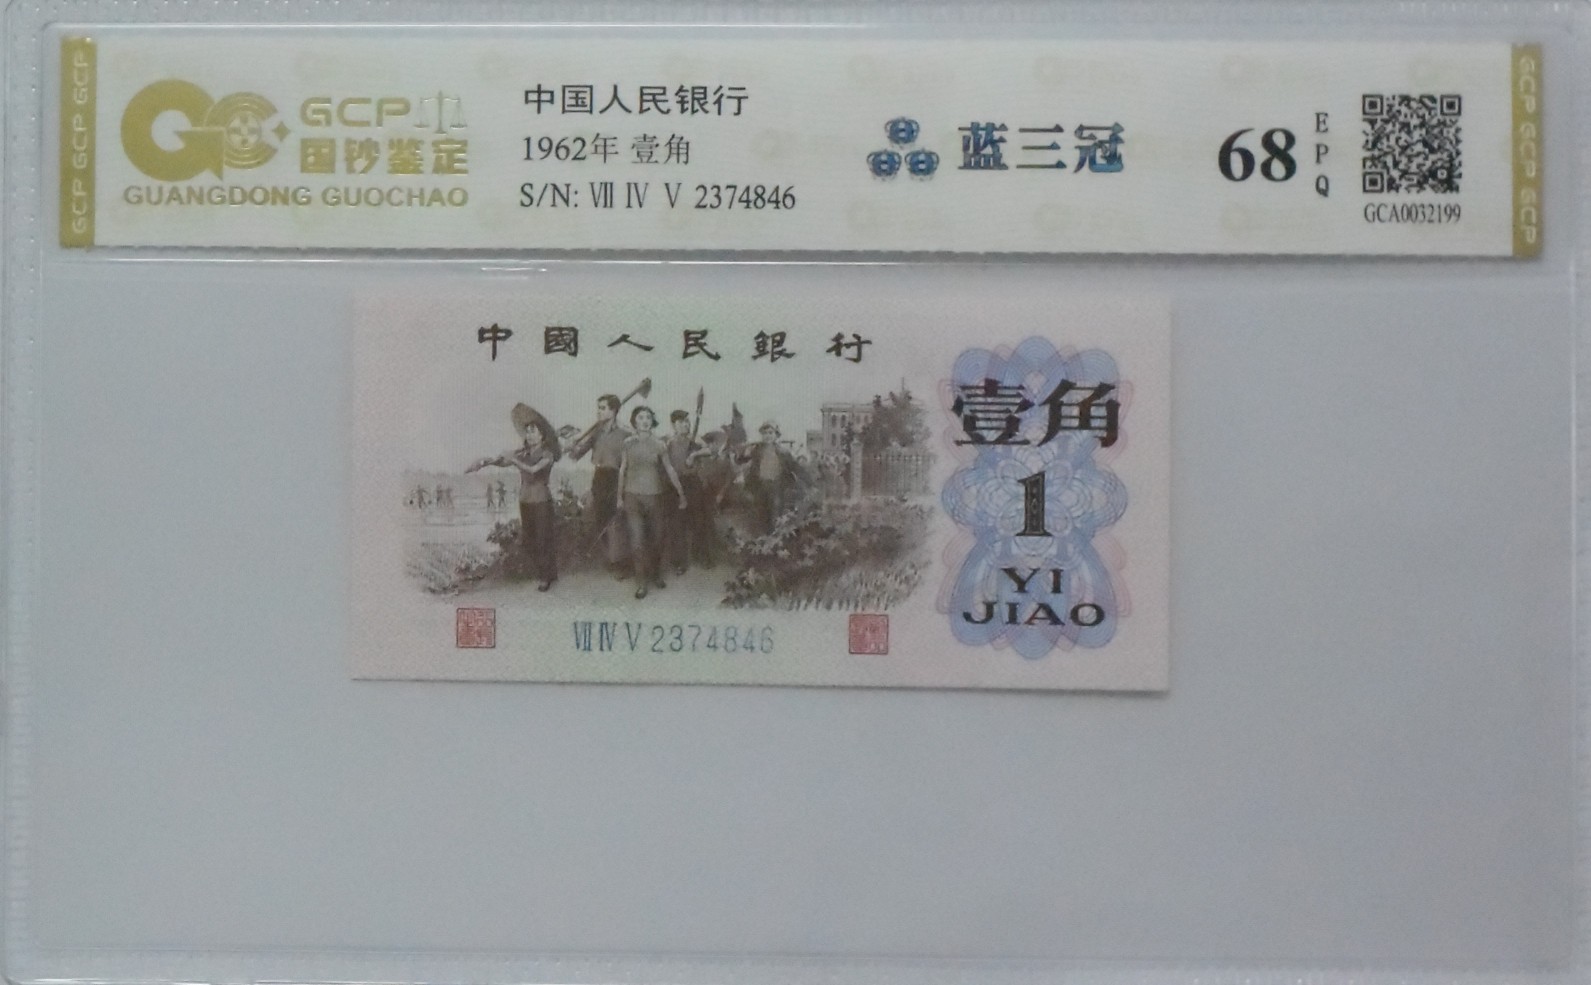 GCP GCP GCP
GCP
国钞鉴定
GUANGDONG GUOCHAO
中国人民银行
1962年 壹角
S/N: Ⅶ Ⅳ Ⅴ 2374846
蓝三冠
68
EPQ
GCA0032199
GCP GCP GCP
中國人民銀行
壹角
1
YI
JIAO
Ⅶ Ⅳ Ⅴ 2374846